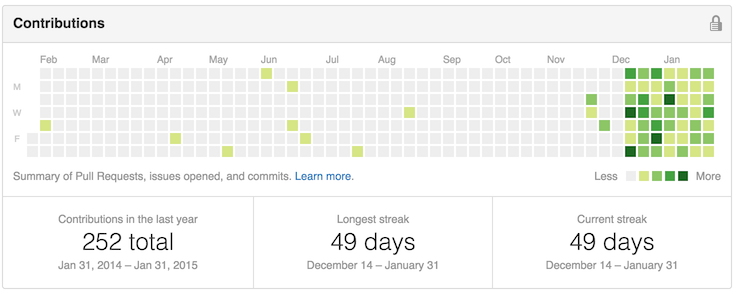 Contributions
Feb Mar Apr May Jun Jul Aug Sep Oct Nov Dec Jan
M
W
F
Summary of Pull Requests, issues opened, and commits. Learn more.
Less More
Contributions in the last year
252 total
Jan 31, 2014 – Jan 31, 2015
Longest streak
49 days
December 14 – January 31
Current streak
49 days
December 14 – January 31